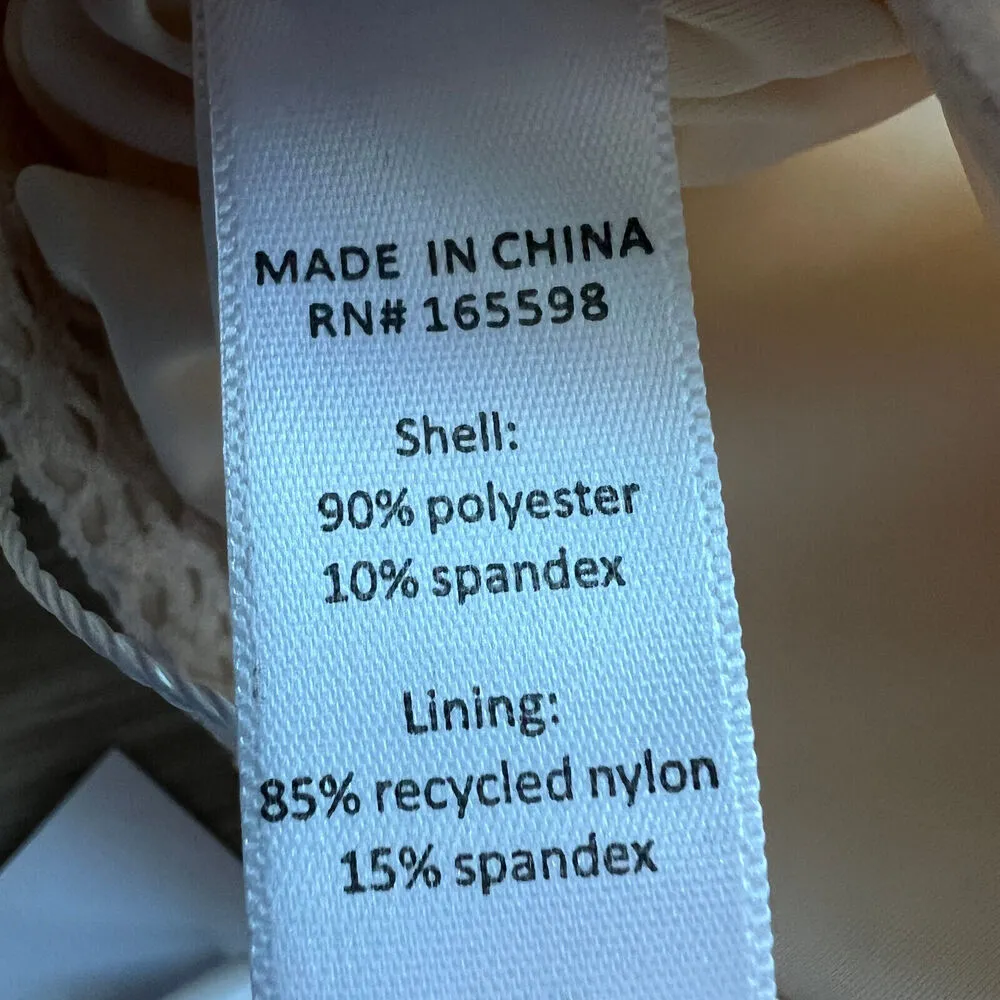 MADE IN CHINA
RN# 165598
Shell:
90% polyester
10% spandex
Lining:
85% recycled nylon
15% spandex